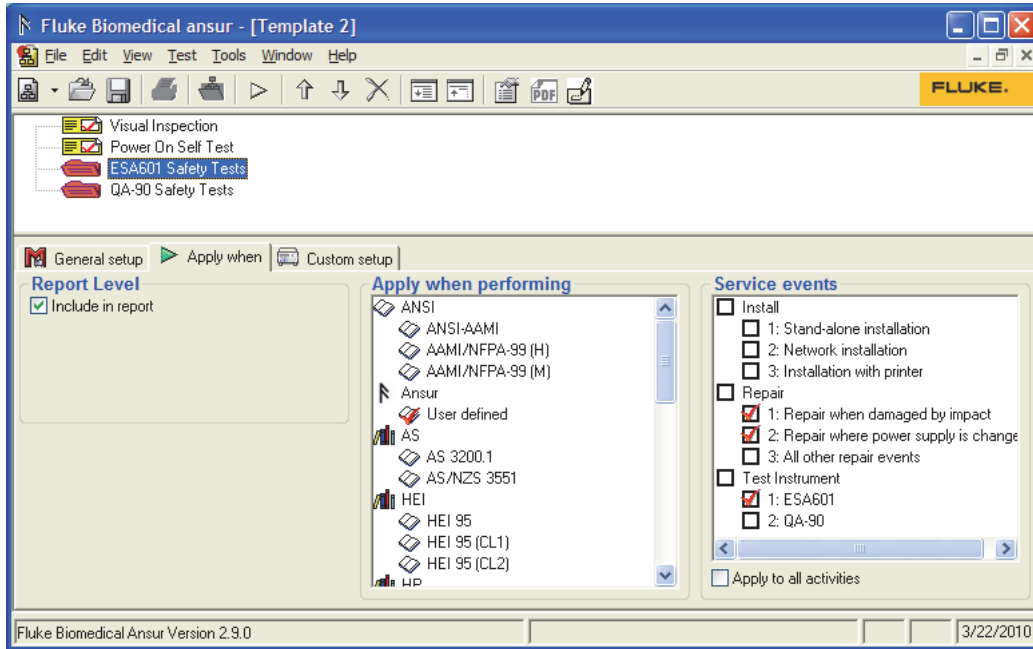 Fluke Biomedical ansur - [Template 2]
File Edit View Test Tools Window Help
PDF
FLUKE.
Visual Inspection
Power On Self Test
ESA601 Safety Tests
QA-90 Safety Tests
General setup Apply when Custom setup
Report Level
Include in report
Apply when performing
ANSI
ANSI-AAMI
AAMI/NFPA-99 (H)
AAMI/NFPA-99 (M)
Ansur
User defined
AS
AS 3200.1
AS/NZS 3551
HEI
HEI 95
HEI 95 (CL1)
HEI 95 (CL2)
HP
Service events
Install
1: Stand-alone installation
2: Network installation
3: Installation with printer
Repair
1: Repair when damaged by impact
2: Repair where power supply is change
3: All other repair events
Test Instrument
1: ESA601
2: QA-90
Apply to all activities
Fluke Biomedical Ansur Version 2.9.0
3/22/2010